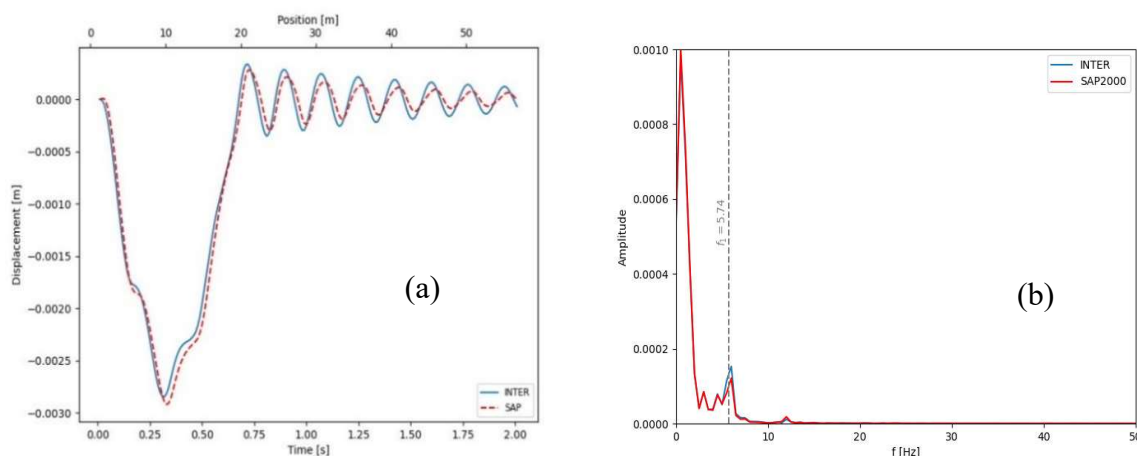 Position [m]
0 10 20 30 40 50
Displacement [m]
0.0000
−0.0005
−0.0010
−0.0015
−0.0020
−0.0025
−0.0030
(a)
INTER
SAP
0.00 0.25 0.50 0.75 1.00 1.25 1.50 1.75 2.00
Time [s]
Amplitude
0.0010
0.0008
0.0006
0.0004
0.0002
0.0000
INTER
SAP2000
f₁ = 5.74
(b)
0 10 20 30 40 50
f [Hz]